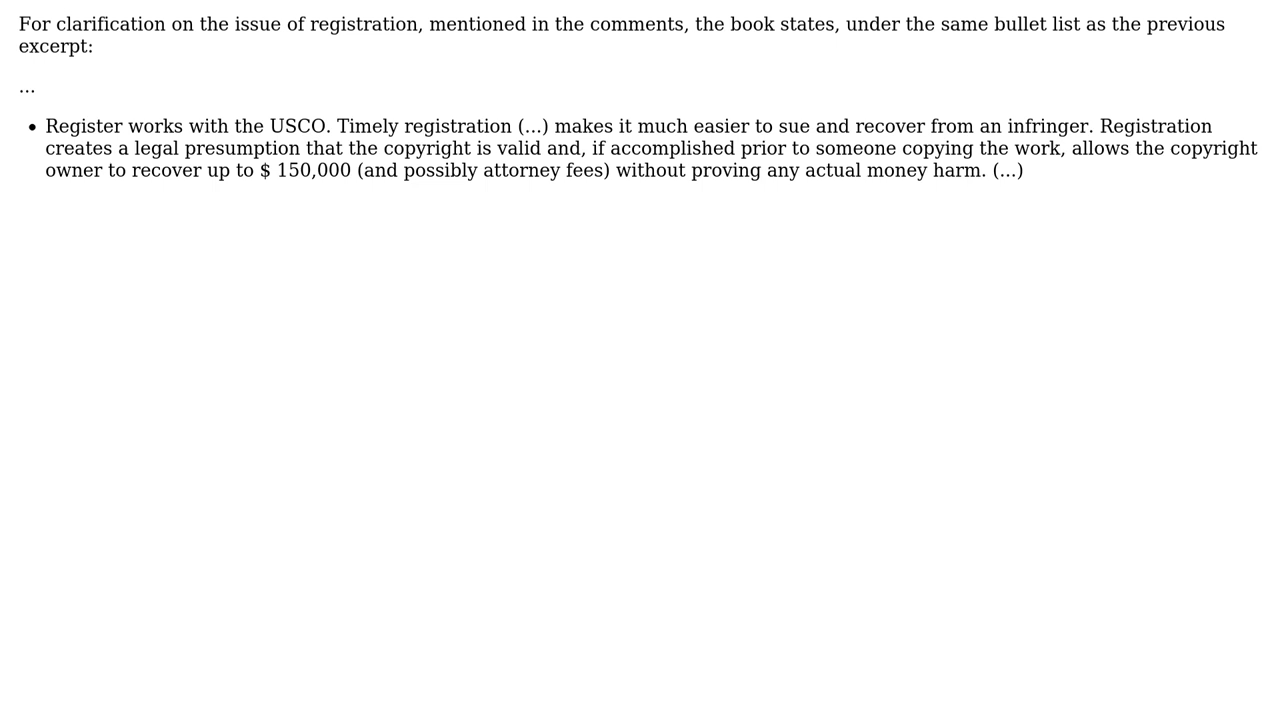 For clarification on the issue of registration, mentioned in the comments, the book states, under the same bullet list as the previous
excerpt:
...
• Register works with the USCO. Timely registration (...) makes it much easier to sue and recover from an infringer. Registration
creates a legal presumption that the copyright is valid and, if accomplished prior to someone copying the work, allows the copyright
owner to recover up to $ 150,000 (and possibly attorney fees) without proving any actual money harm. (...)